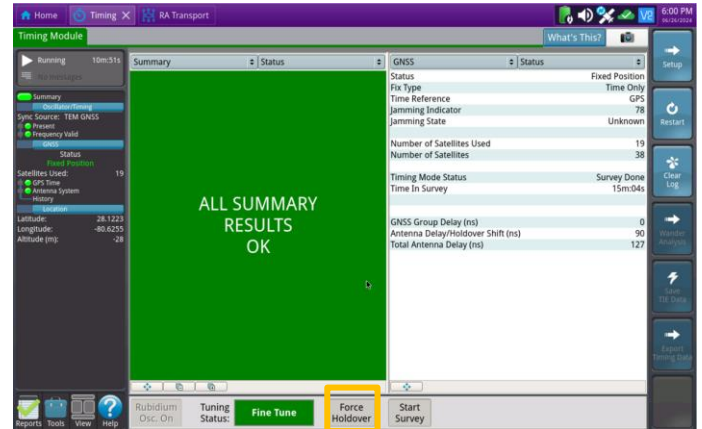 Home
Timing
RA Transport
V2
6:00 PM
06/26/2024
Timing Module
What's This?
Running 10m:51s
No messages
Summary
Oscillator/Timing
Sync Source: TEM GNSS
Present
Frequency Valid
GNSS
Status
Fixed Position
Satellites Used: 19
GPS Time
Antenna System
History
Location
Latitude: 28.1223
Longitude: -80.6255
Altitude (m): -28
Summary Status
ALL SUMMARY
RESULTS
OK
GNSS Status
Status Fixed Position
Fix Type Time Only
Time Reference GPS
Jamming Indicator 78
Jamming State Unknown
Number of Satellites Used 19
Number of Satellites 38
Timing Mode Status Survey Done
Time In Survey 15m:04s
GNSS Group Delay (ns) 0
Antenna Delay/Holdover Shift (ns) 90
Total Antenna Delay (ns) 127
Setup
Restart
Clear
Log
Wander
Analysis
Save
TIE Data
Export
Timing Data
Reports
Tools
View
Help
Rubidium
Osc. On
Tuning
Status:
Fine Tune
Force
Holdover
Start
Survey